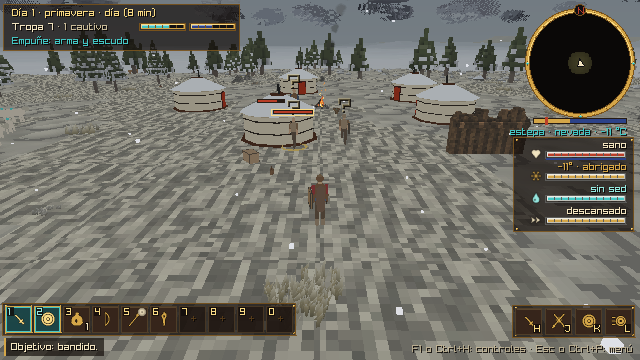 Día 1 · primavera · día (8 min)
Tropa 7 · 1 cautivo
Empuñe: arma y escudo
N
estepa · nevada · -11 °C
sano
-11° · abrigado
sin sed
descansado
1 2 3 4 5 6 7 8 9 0
1
H J K L
Objetivo: bandido.
F1 o Ctrl+H: controles · Esc o Ctrl+P: menú